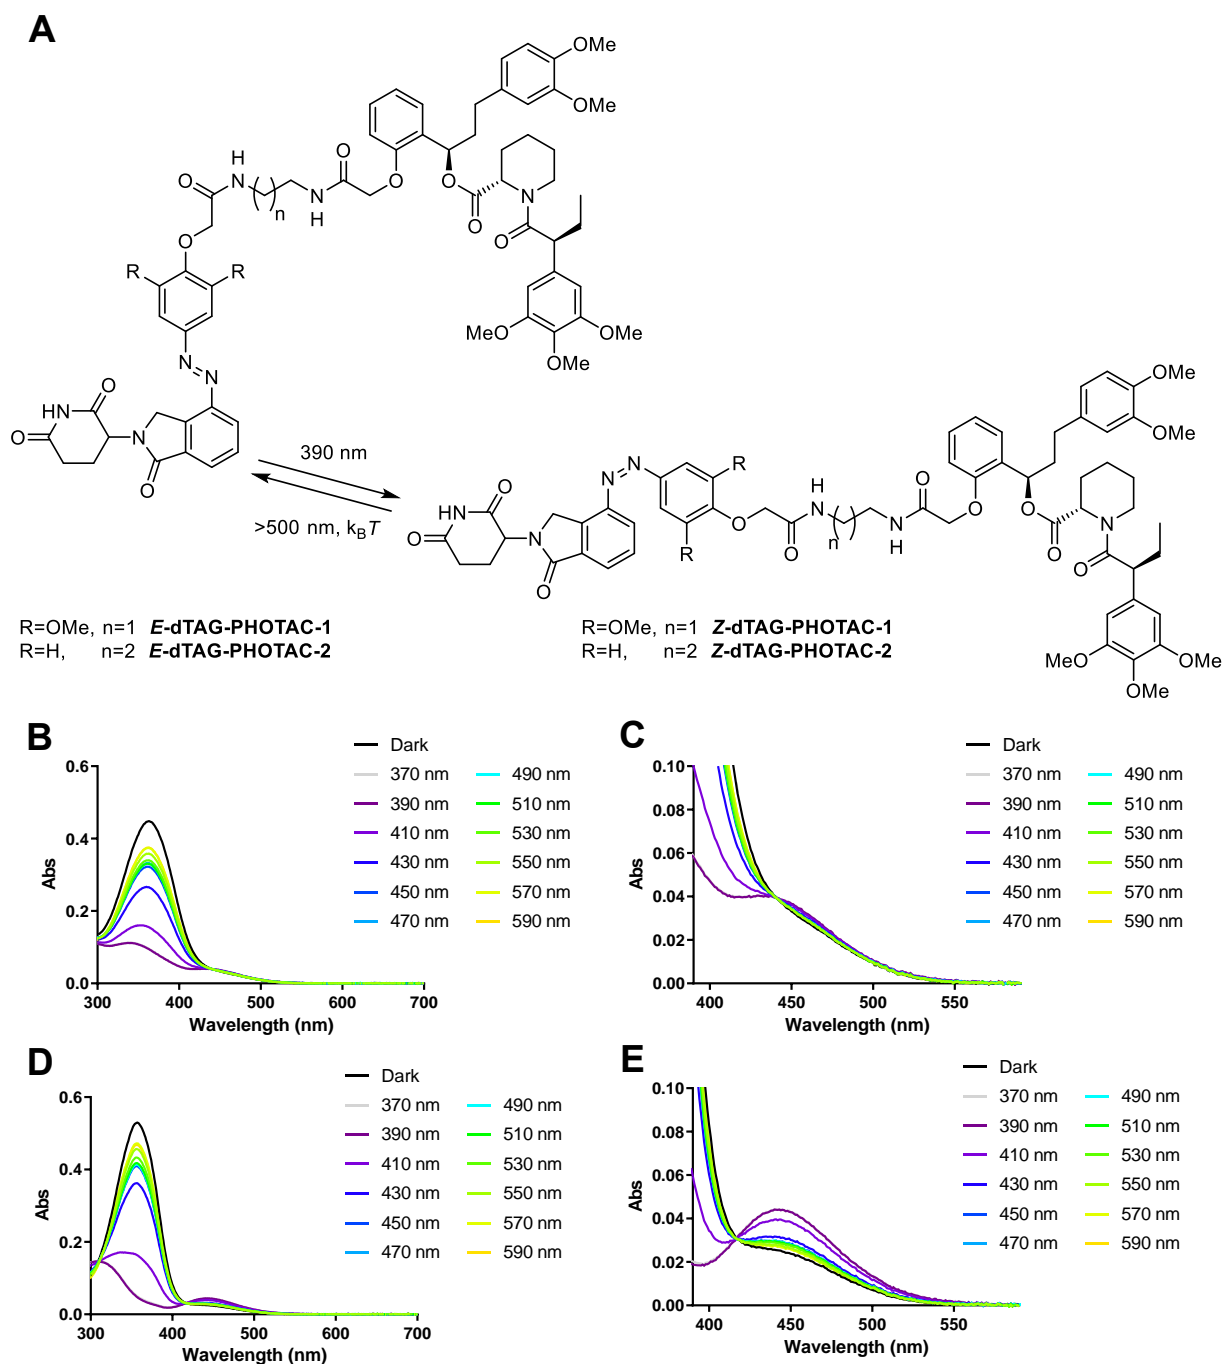 A
OMe
OMe
O
H
N
n
N
H
O
O
O
O
N
O
O
R
R
MeO
OMe
OMe
N
N
O
HN
O
N
O
390 nm
>500 nm, kBT
O
HN
O
N
O
N
N
R
R
O
O
H
N
n
N
H
O
O
OMe
OMe
O
O
N
O
MeO
OMe
OMe
R=OMe, n=1 E-dTAG-PHOTAC-1
R=H, n=2 E-dTAG-PHOTAC-2
R=OMe, n=1 Z-dTAG-PHOTAC-1
R=H, n=2 Z-dTAG-PHOTAC-2
B
Abs
0.6
0.4
0.2
0.0
300 400 500 600 700
Wavelength (nm)
Dark
370 nm 490 nm
390 nm 510 nm
410 nm 530 nm
430 nm 550 nm
450 nm 570 nm
470 nm 590 nm
C
Abs
0.10
0.08
0.06
0.04
0.02
0.00
400 450 500 550
Wavelength (nm)
Dark
370 nm 490 nm
390 nm 510 nm
410 nm 530 nm
430 nm 550 nm
450 nm 570 nm
470 nm 590 nm
D
Abs
0.6
0.4
0.2
0.0
300 400 500 600 700
Wavelength (nm)
Dark
370 nm 490 nm
390 nm 510 nm
410 nm 530 nm
430 nm 550 nm
450 nm 570 nm
470 nm 590 nm
E
Abs
0.10
0.08
0.06
0.04
0.02
0.00
400 450 500 550
Wavelength (nm)
Dark
370 nm 490 nm
390 nm 510 nm
410 nm 530 nm
430 nm 550 nm
450 nm 570 nm
470 nm 590 nm